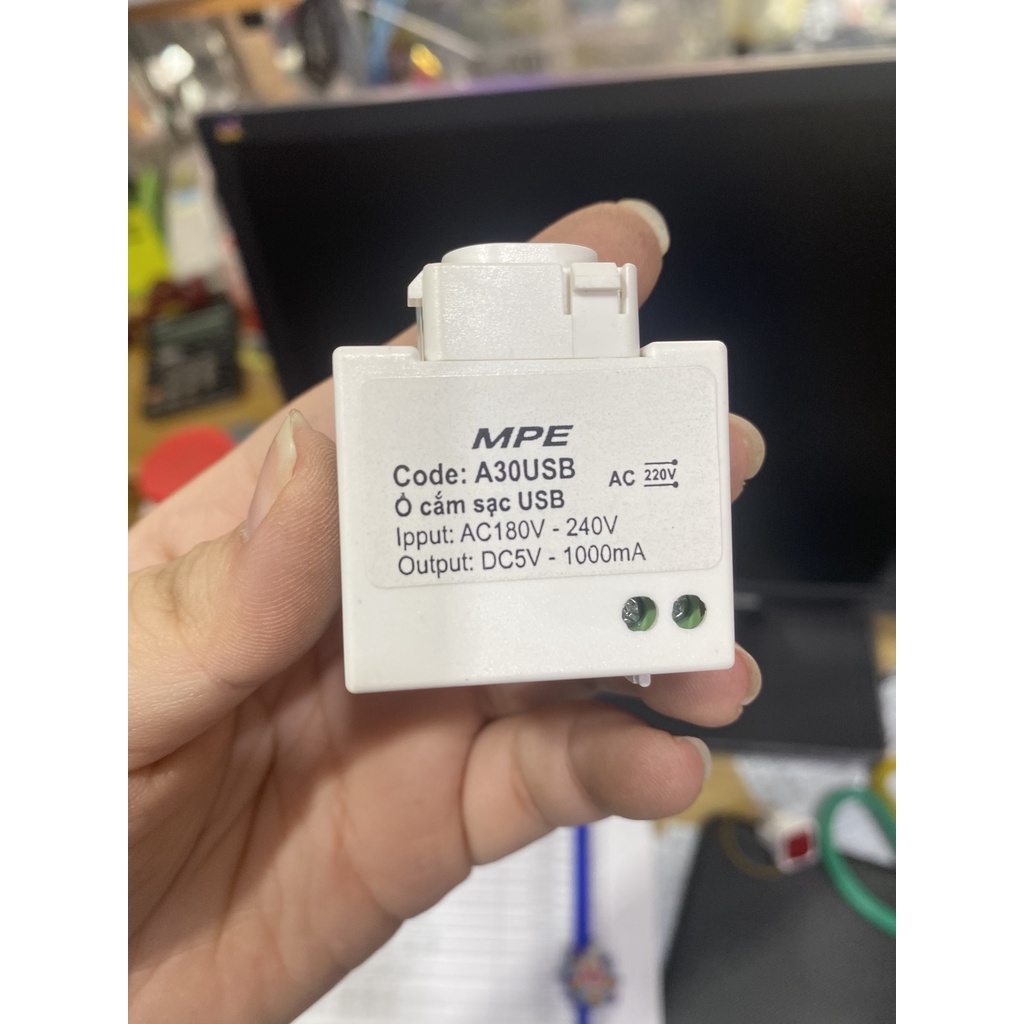 MPE
Code: A30USB
Ổ cắm sạc USB
AC 220V
Ipput: AC180V - 240V
Output: DC5V - 1000mA